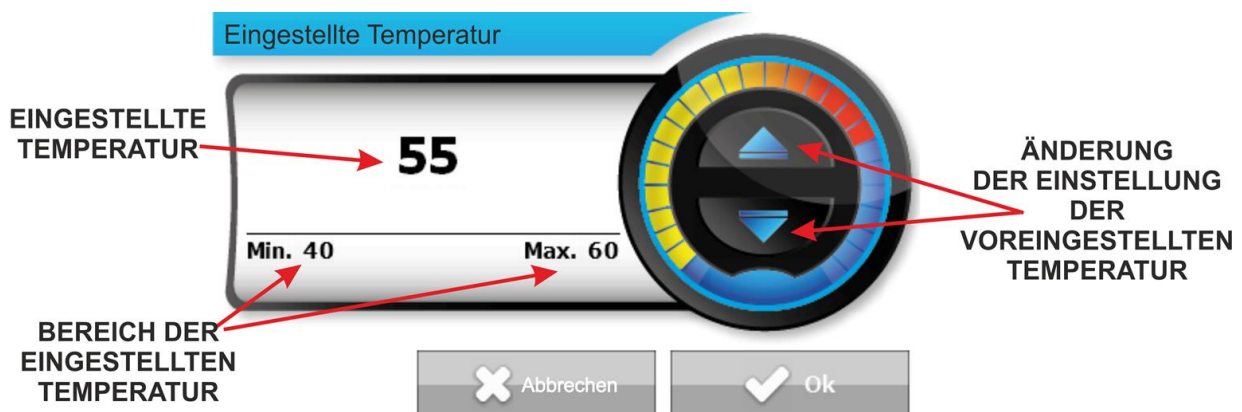 Eingestellte Temperatur
EINGESTELLTE
TEMPERATUR
55
Min. 40
Max. 60
ÄNDERUNG
DER EINSTELLUNG
DER
VOREINGESTELLTEN
TEMPERATUR
BEREICH DER
EINGESTELLTEN
TEMPERATUR
Abbrechen
Ok